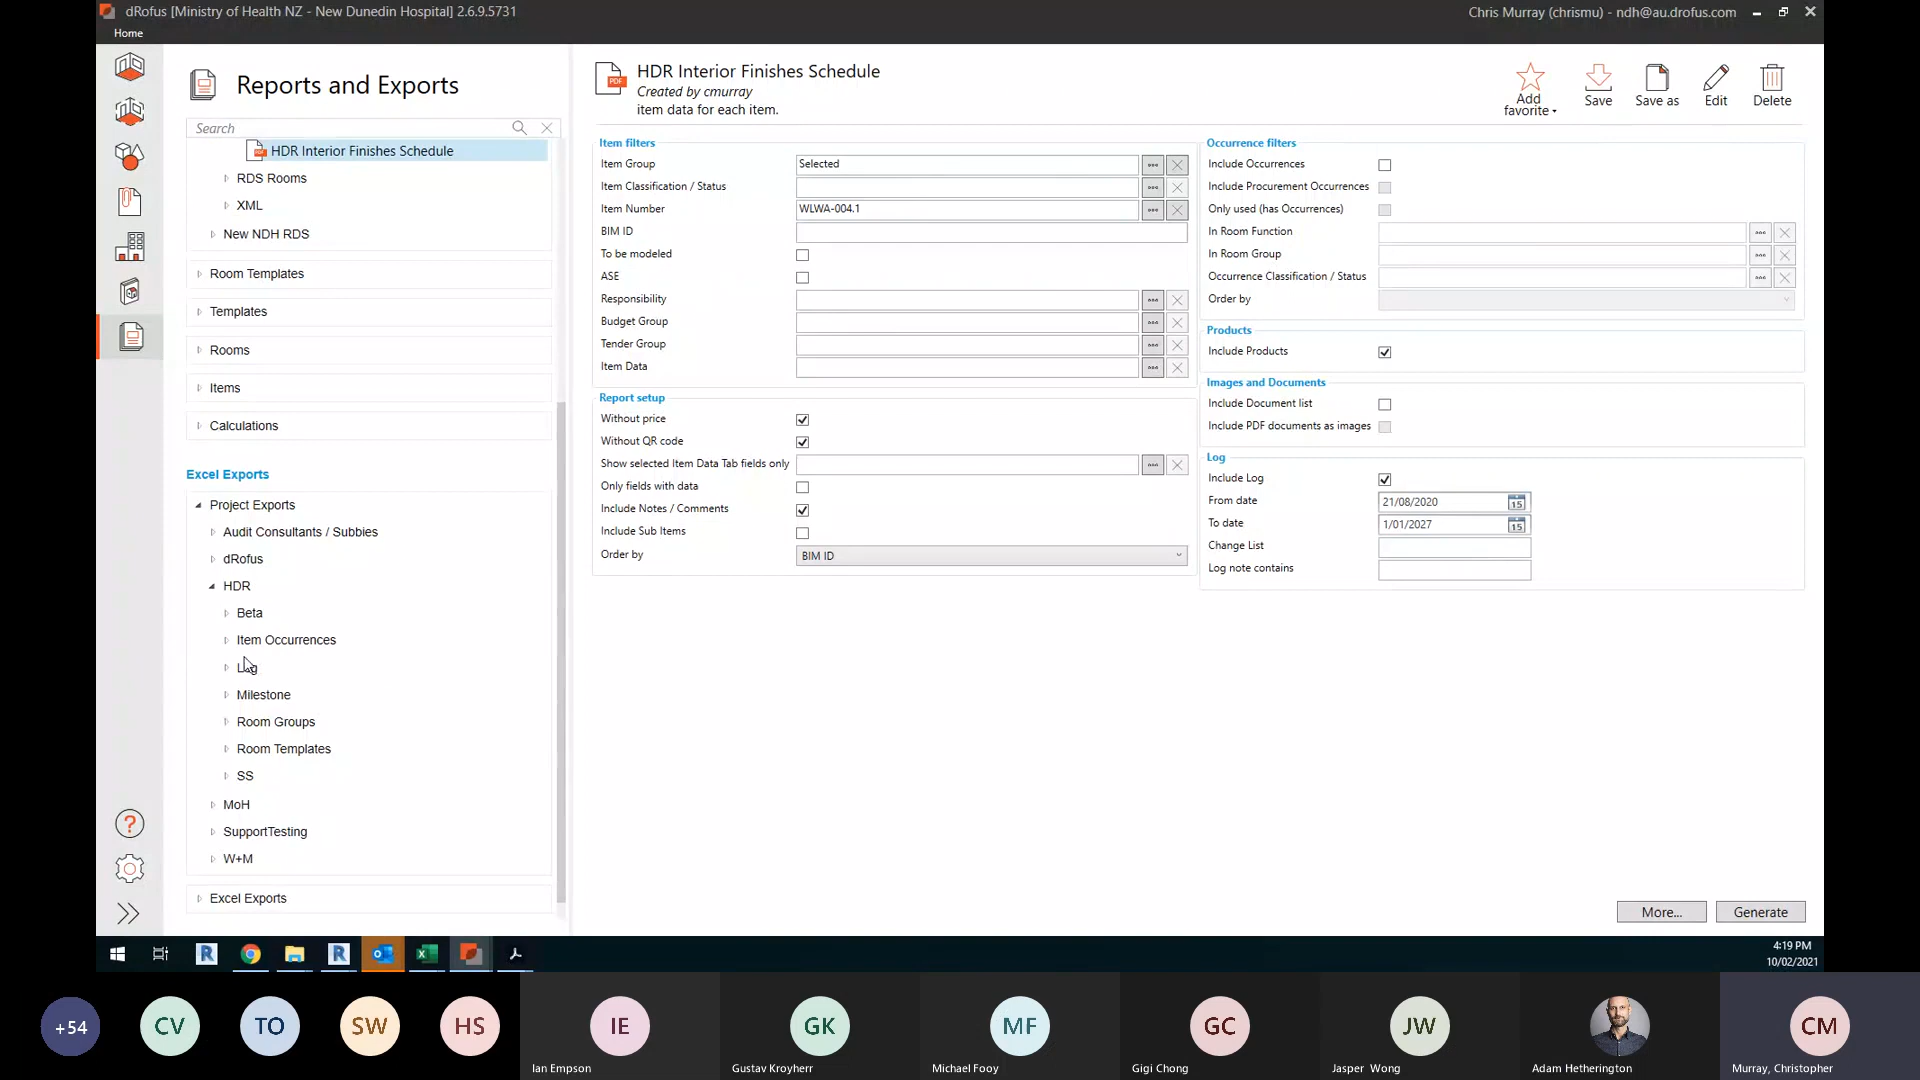 dRofus [Ministry of Health NZ - New Dunedin Hospital] 2.6.9.5731
Chris Murray (chrismu) - ndh@au.drofus.com
Home
Reports and Exports
Search
HDR Interior Finishes Schedule
RDS Rooms
XML
New NDH RDS
Room Templates
Templates
Rooms
Items
Calculations
Excel Exports
Project Exports
Audit Consultants / Subbies
dRofus
HDR
Beta
Item Occurrences
Log
Milestone
Room Groups
Room Templates
SS
MoH
SupportTesting
W+M
Excel Exports
PDF
HDR Interior Finishes Schedule
Created by cmurray
item data for each item.
Add favorite
Save
Save as
Edit
Delete
Item filters
Item Group
Selected
Item Classification / Status
Item Number
WLWA-004.1
BIM ID
To be modeled
ASE
Responsibility
Budget Group
Tender Group
Item Data
Report setup
Without price
Without QR code
Show selected Item Data Tab fields only
Only fields with data
Include Notes / Comments
Include Sub Items
Order by
BIM ID
Occurrence filters
Include Occurrences
Include Procurement Occurrences
Only used (has Occurrences)
In Room Function
In Room Group
Occurrence Classification / Status
Order by
Products
Include Products
Images and Documents
Include Document list
Include PDF documents as images
Log
Include Log
From date
21/08/2020
15
To date
1/01/2027
15
Change List
Log note contains
More...
Generate
4:19 PM
10/02/2021
+54
CV
TO
SW
HS
IE
Ian Empson
GK
Gustav Kroyherr
MF
Michael Fooy
GC
Gigi Chong
JW
Jasper Wong
Adam Hetherington
CM
Murray, Christopher